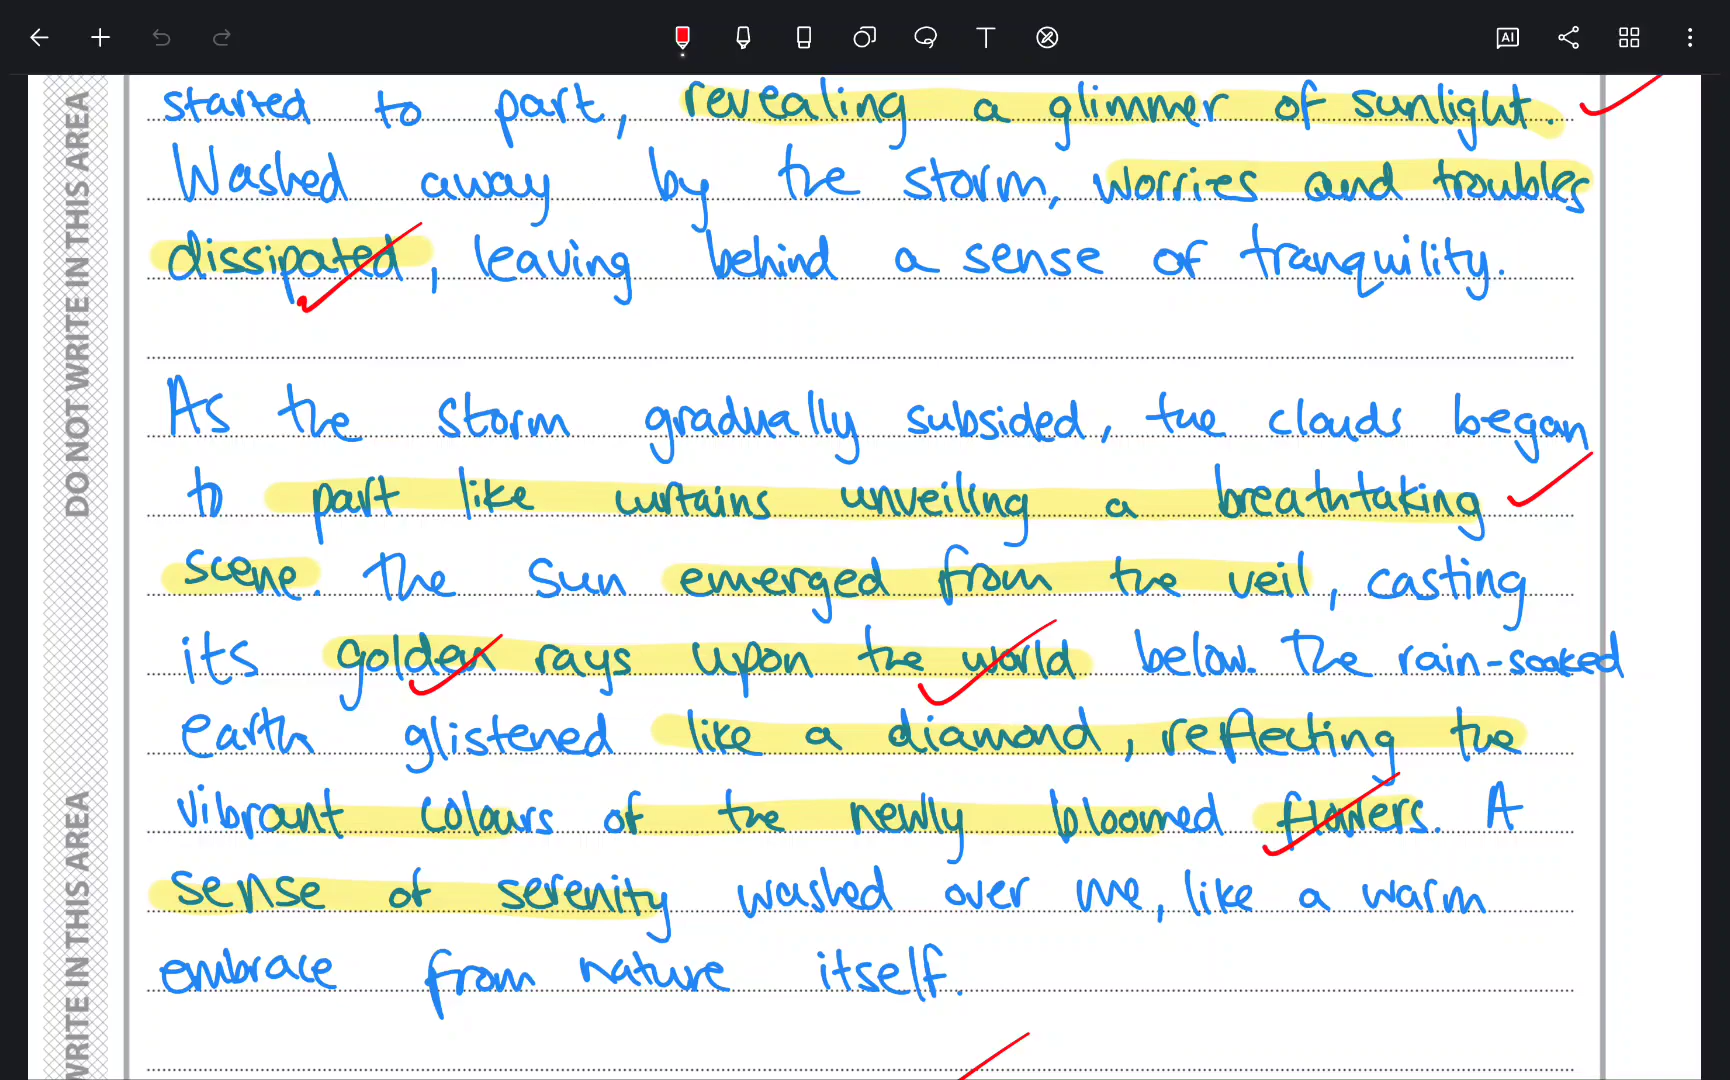 started to part, revealing a glimmer of sunlight.
Washed away by the storm, worries and troubles
dissipated, leaving behind a sense of tranquility.
As the storm gradually subsided, the clouds began
to part like curtains unveiling a breathtaking
scene. The sun emerged from the veil, casting
its golden rays upon the world below. The rain-soaked
earth glistened like a diamond, reflecting the
vibrant colours of the newly bloomed flowers. A
sense of serenity washed over me, like a warm
embrace from nature itself.
DO NOT WRITE IN THIS AREA
WRITE IN THIS AREA
AI
T